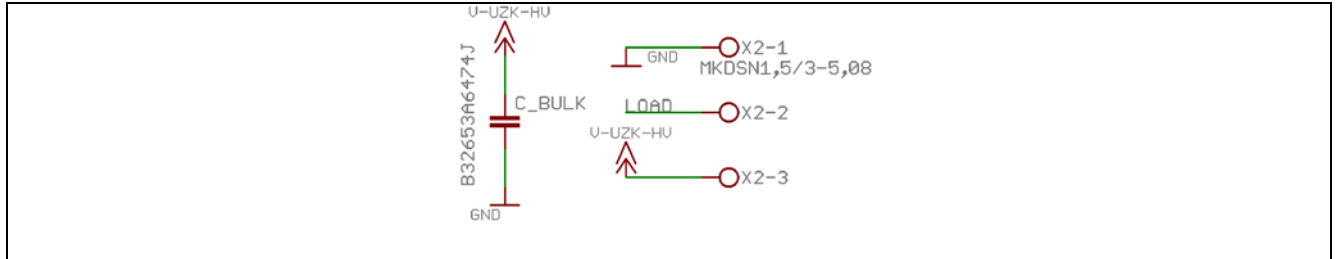 V-UZK-HV
B32653A6474J
C_BULK
GND
GND
X2-1
MKDSN1,5/3-5,08
LOAD
X2-2
V-UZK-HV
X2-3